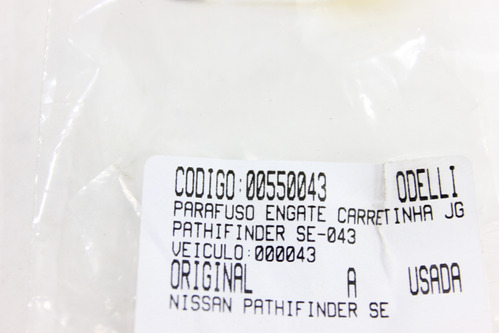 CODIGO:00550043 ODELLI
PARAFUSO ENGATE CARRETINHA JG
PATHIFINDER SE-043
VEICULO:000043
ORIGINAL A USADA
NISSAN PATHIFINDER SE